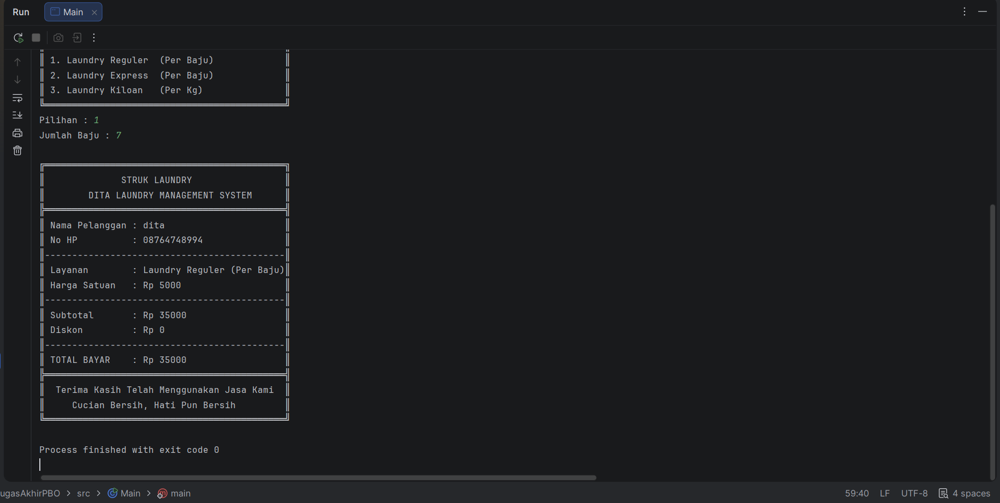 Run Main
1. Laundry Reguler  (Per Baju)
2. Laundry Express  (Per Baju)
3. Laundry Kiloan   (Per Kg)
Pilihan : 1
Jumlah Baju : 7
STRUK LAUNDRY
DITA LAUNDRY MANAGEMENT SYSTEM
Nama Pelanggan : dita
No HP          : 08764748994
--------------------------------------------
Layanan        : Laundry Reguler (Per Baju)
Harga Satuan   : Rp 5000
--------------------------------------------
Subtotal       : Rp 35000
Diskon         : Rp 0
--------------------------------------------
TOTAL BAYAR    : Rp 35000
Terima Kasih Telah Menggunakan Jasa Kami
Cucian Bersih, Hati Pun Bersih
Process finished with exit code 0
ugasAkhirPBO > src > Main > main 59:40 LF UTF-8 4 spaces